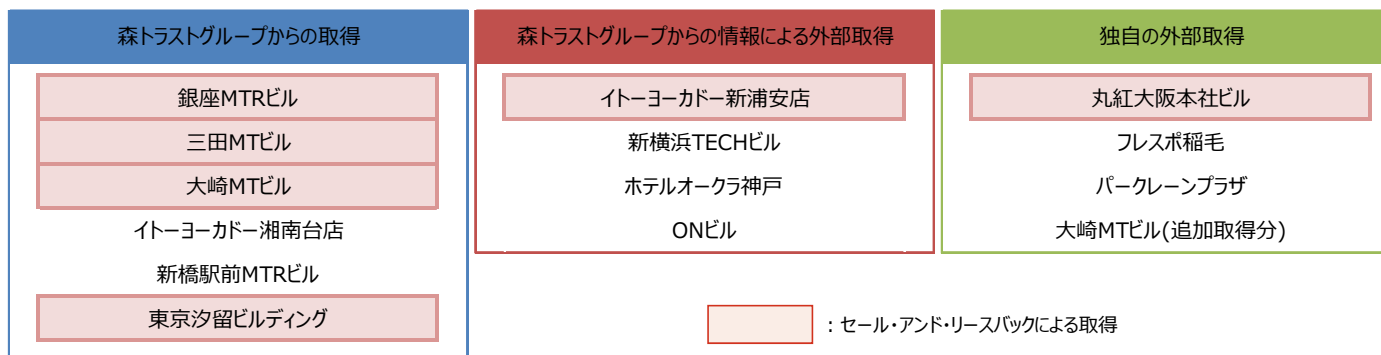 森トラストグループからの取得
銀座MTRビル
三田MTビル
大崎MTビル
イトーヨーカドー湘南台店
新橋駅前MTRビル
東京汐留ビルディング
森トラストグループからの情報による外部取得
イトーヨーカドー新浦安店
新横浜TECHビル
ホテルオークラ神戸
ONビル
独自の外部取得
丸紅大阪本社ビル
フレスポ稲毛
パークレーンプラザ
大崎MTビル(追加取得分)
：セール・アンド・リースバックによる取得